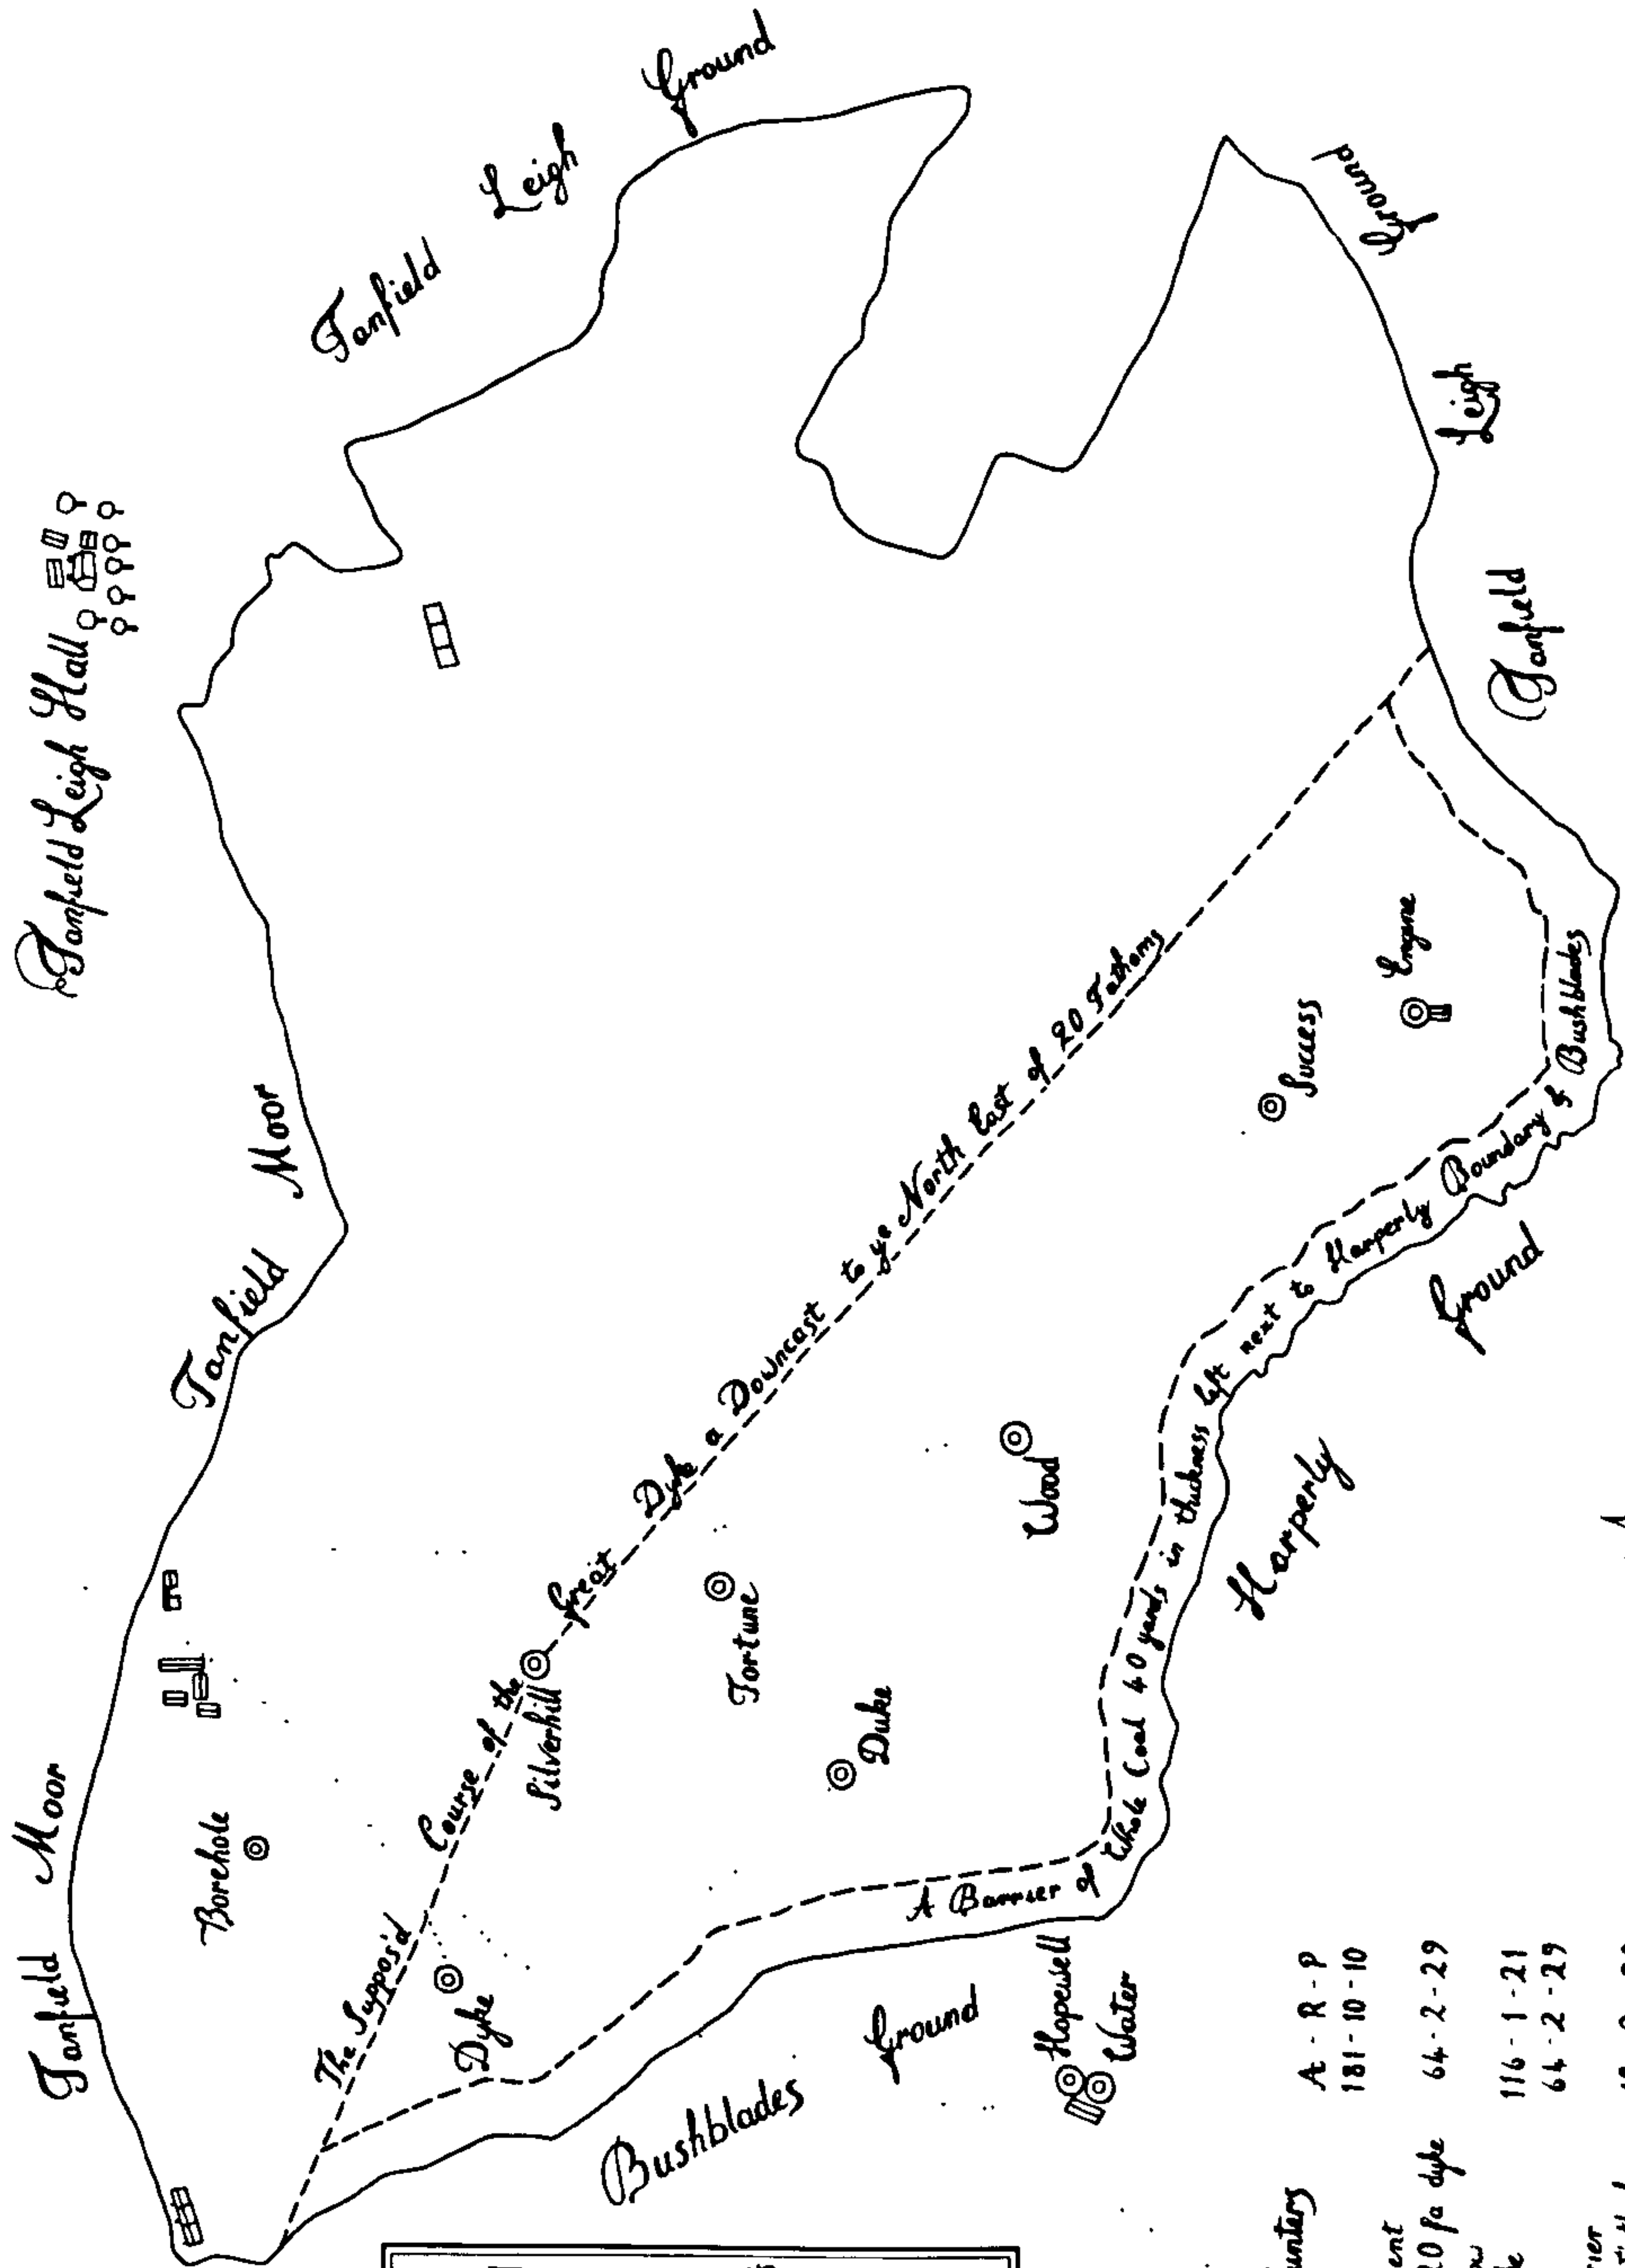 Tanfield Leigh Hall
Tanfield Moor
Tanfield Moor
Tanfield Leigh Ground
Borehole
The Suppos'd Course of the Great Dyke a Downcast to ye North East of 20 Fathoms
Silverhill
Dyke
Fortune
Duke
Wood
Success
Engine
A Barrier of Whole Coal 40 yards in thickness left next to Harperly Boundary & Bushblades
Bushblades Ground
Hopewell
Water
Harperly Ground
Tanfield Leigh Ground
A - R - P
181-10-10
20 fa dyke 64-2-29
116-1-21
64-2-29